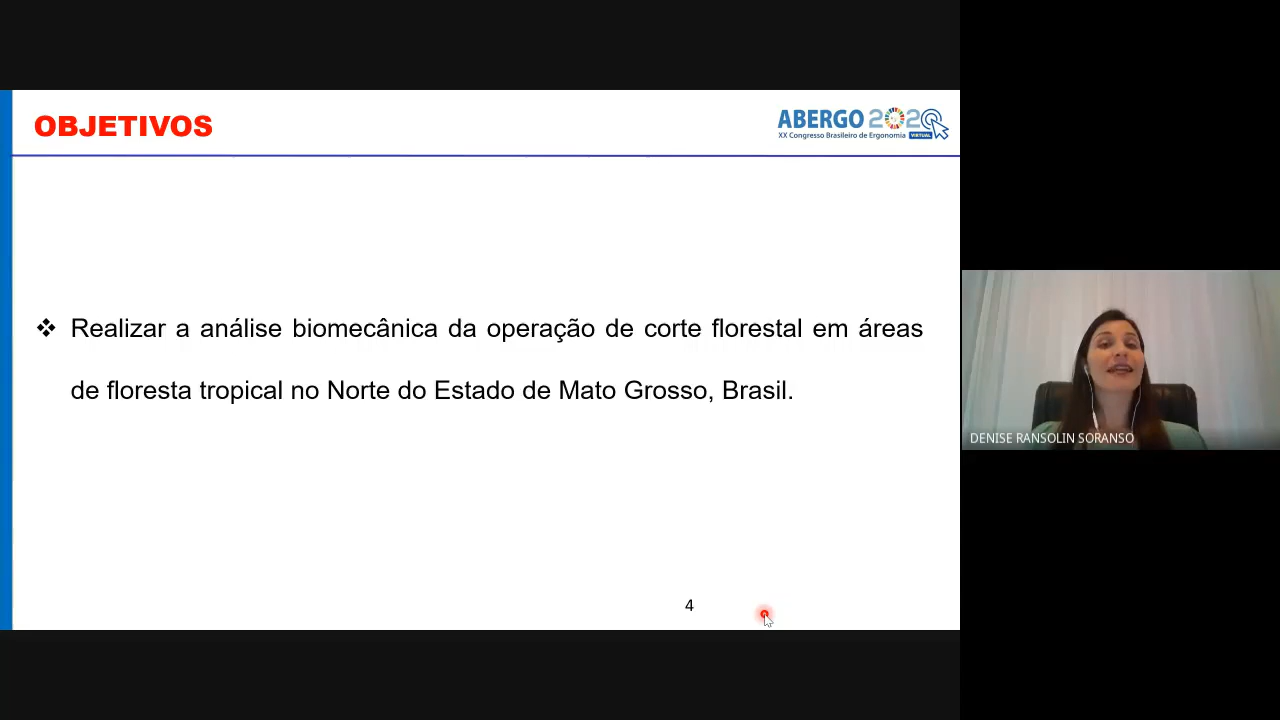 OBJETIVOS
ABERGO 2020
XX Congresso Brasileiro de Ergonomia VIRTUAL
❖ Realizar a análise biomecânica da operação de corte florestal em áreas
de floresta tropical no Norte do Estado de Mato Grosso, Brasil.
DENISE RANSOLIN SORANSO
4